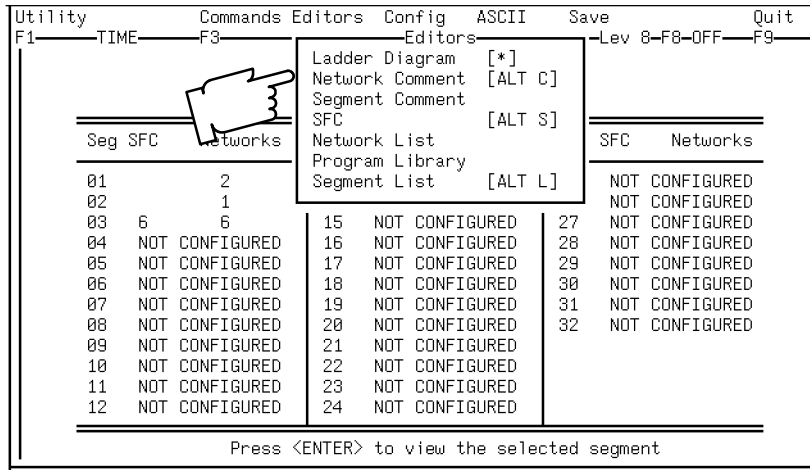 Utility Commands Editors Config ASCII Save Quit
F1 TIME F3 Editors Lev 8-F8-OFF F9
Ladder Diagram [*]
Network Comment [ALT C]
Segment Comment
SFC [ALT S]
Network List
Program Library
Segment List [ALT L]
Seg SFC Networks SFC Networks
01 2 NOT CONFIGURED
02 1 NOT CONFIGURED
03 6 6 15 NOT CONFIGURED 27 NOT CONFIGURED
04 NOT CONFIGURED 16 NOT CONFIGURED 28 NOT CONFIGURED
05 NOT CONFIGURED 17 NOT CONFIGURED 29 NOT CONFIGURED
06 NOT CONFIGURED 18 NOT CONFIGURED 30 NOT CONFIGURED
07 NOT CONFIGURED 19 NOT CONFIGURED 31 NOT CONFIGURED
08 NOT CONFIGURED 20 NOT CONFIGURED 32 NOT CONFIGURED
09 NOT CONFIGURED 21 NOT CONFIGURED
10 NOT CONFIGURED 22 NOT CONFIGURED
11 NOT CONFIGURED 23 NOT CONFIGURED
12 NOT CONFIGURED 24 NOT CONFIGURED
Press <ENTER> to view the selected segment